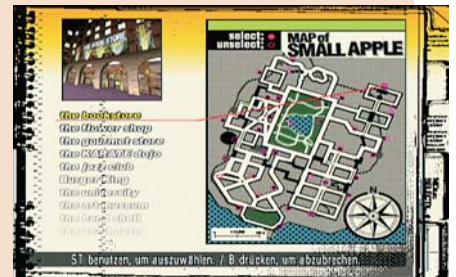 select;
unselect;
MAP of
SMALL APPLE
the bookstore
the flower shop
the gourmet store
the KARATE dojo
the jazz club
Burger King
the university
the art museum
N
ST benutzen, um auszuwählen. / B drücken, um abzubrechen.